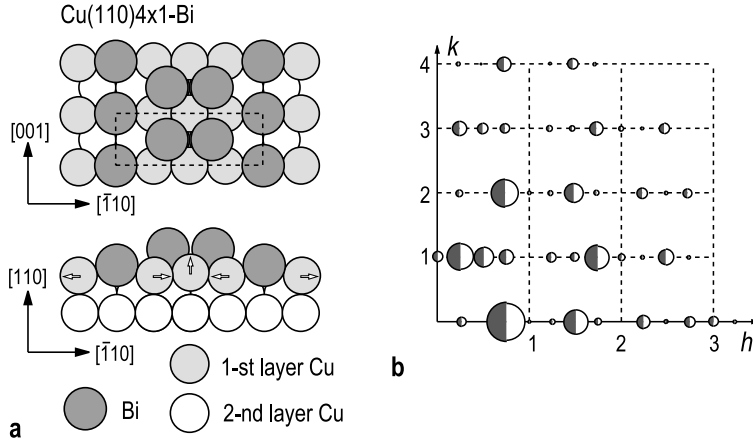 Cu(110)4x1-Bi
[001]
[1̄10]
[110]
[1̄10]
1-st layer Cu
Bi
2-nd layer Cu
a
k
4
3
2
1
1
2
3
h
b